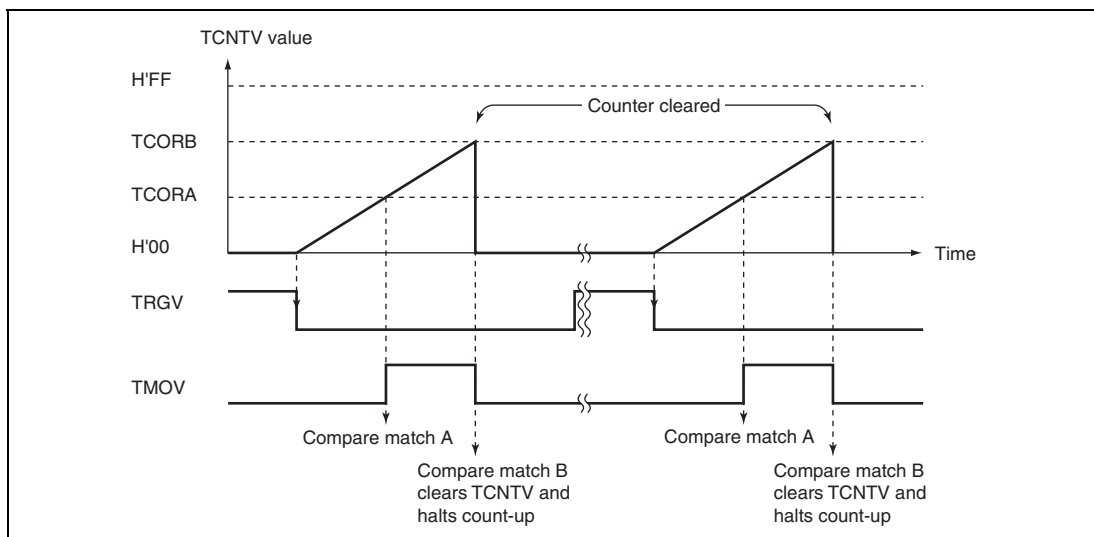 TCNTV value
H'FF
Counter cleared
TCORB
TCORA
H'00
Time
TRGV
TMOV
Compare match A
Compare match A
Compare match B
clears TCNTV and
halts count-up
Compare match B
clears TCNTV and
halts count-up